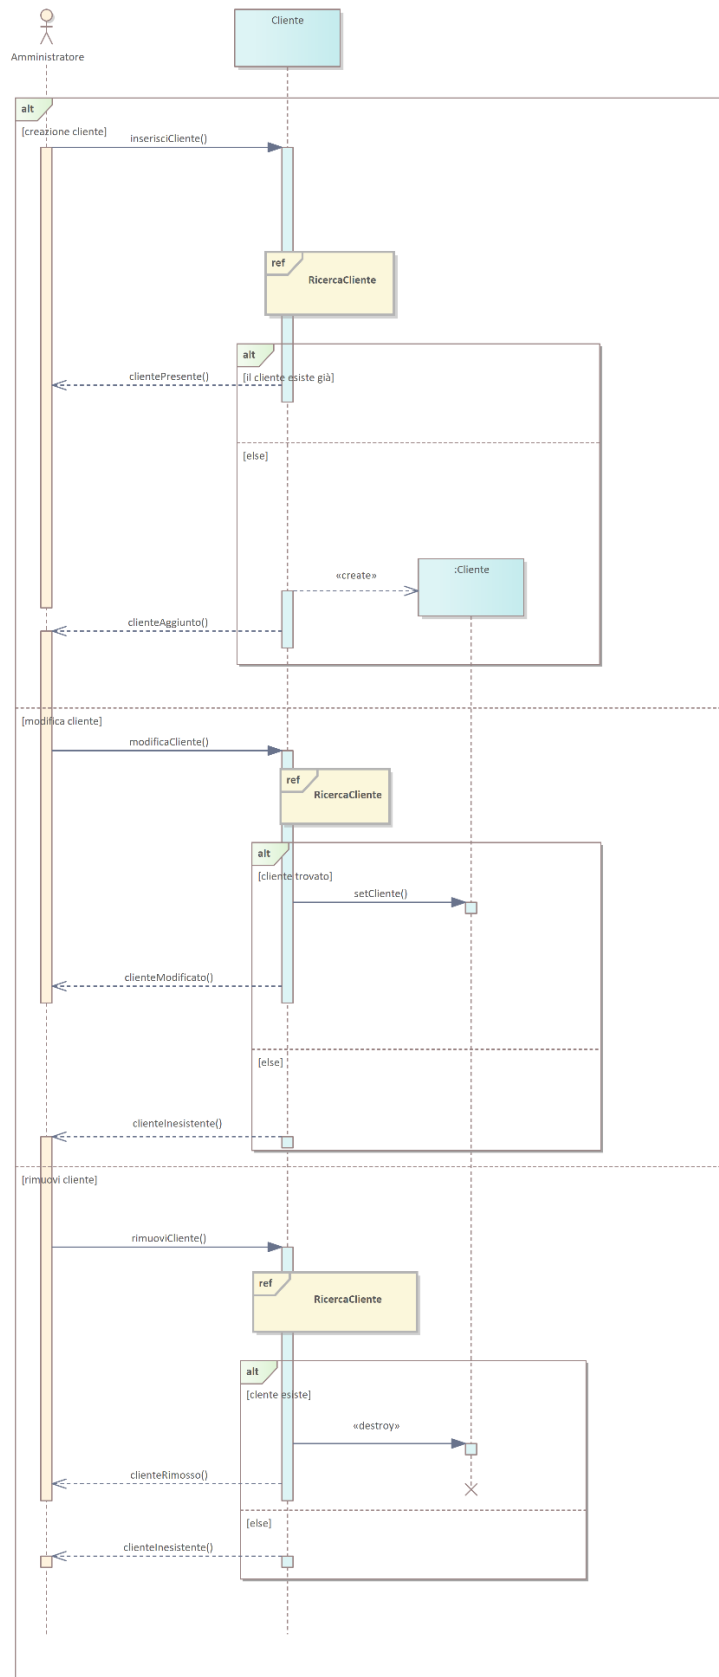 Cliente
Amministratore
alt
[creazione cliente]
inserisciCliente()
ref
RicercaCliente
alt
clientePresente()
[il cliente esiste già]
[else]
:Cliente
«create»
clienteAggiunto()
[modifica cliente]
modificaCliente()
ref
RicercaCliente
alt
[cliente trovato]
setCliente()
clienteModificato()
[else]
clienteInesistente()
[rimuovi cliente]
rimuoviCliente()
ref
RicercaCliente
alt
[clente esiste]
«destroy»
clienteRimosso()
[else]
clienteInesistente()